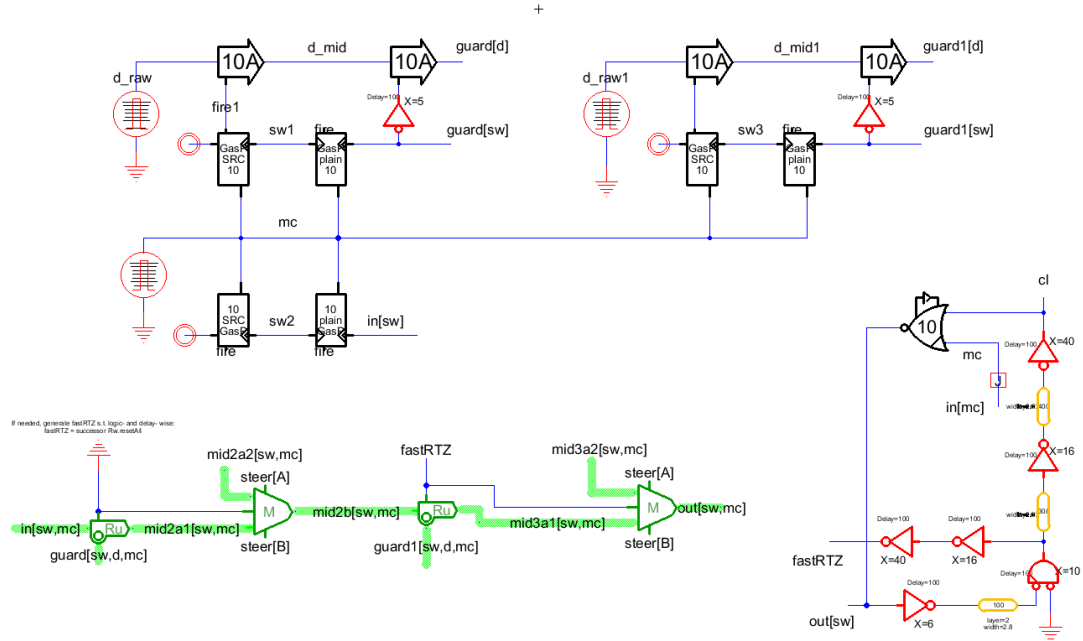 d_mid
guard[d]
10A
10A
d_raw
fire1
Delay=100
X=5
sw1
fire
guard[sw]
SRC
10
plain
10
d_mid1
guard1[d]
10A
10A
d_raw1
Delay=100
X=5
sw3
fire
guard1[sw]
SRC
10
plain
10
mc
10
SRC
10
plain
sw2
in[sw]
fire
fire
cl
10
Delay=100
X=40
mc
J
in[mc]
Delay=100
X=16
Delay=100
Delay=100
fastRTZ
X=40
X=16
X=10
Delay=100
out[sw]
X=6
100
layer=2
width=2.8
If needed, generate fastRTZ s.t. logic- and delay- wise:
fastRTZ = successor Rw.resetAll
mid2a2[sw,mc]
steer[A]
M
in[sw,mc]
Ru
mid2a1[sw,mc]
guard[sw,d,mc]
steer[B]
mid2b[sw,mc]
fastRTZ
Ru
guard1[sw,d,mc]
mid3a2[sw,mc]
steer[A]
M
mid3a1[sw,mc]
out[sw,mc]
steer[B]